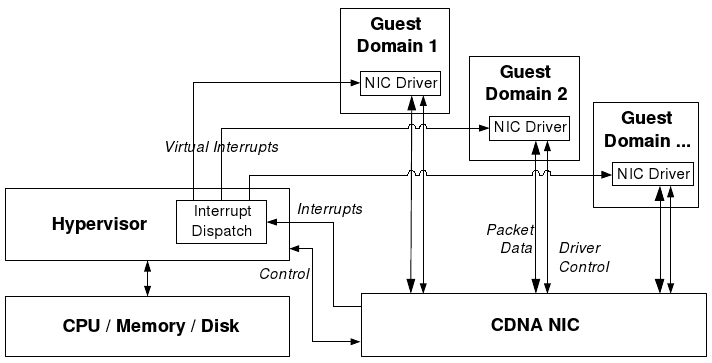 Guest
Domain 1
NIC Driver
Guest
Domain 2
NIC Driver
Guest
Domain ...
NIC Driver
Virtual Interrupts
Hypervisor
Interrupt
Dispatch
Interrupts
Control
Packet
Data
Driver
Control
CPU / Memory / Disk
CDNA NIC